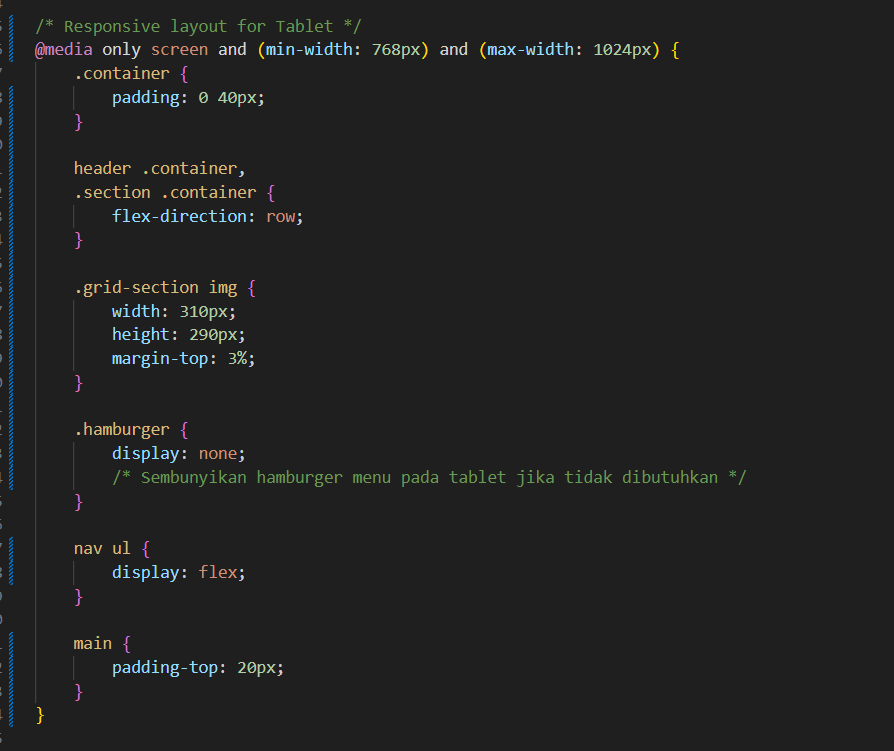 /* Responsive layout for Tablet */
@media only screen and (min-width: 768px) and (max-width: 1024px) {
.container {
padding: 0 40px;
}
header .container,
.section .container {
flex-direction: row;
}
.grid-section img {
width: 310px;
height: 290px;
margin-top: 3%;
}
.hamburger {
display: none;
/* Sembunyikan hamburger menu pada tablet jika tidak dibutuhkan */
}
nav ul {
display: flex;
}
main {
padding-top: 20px;
}
}